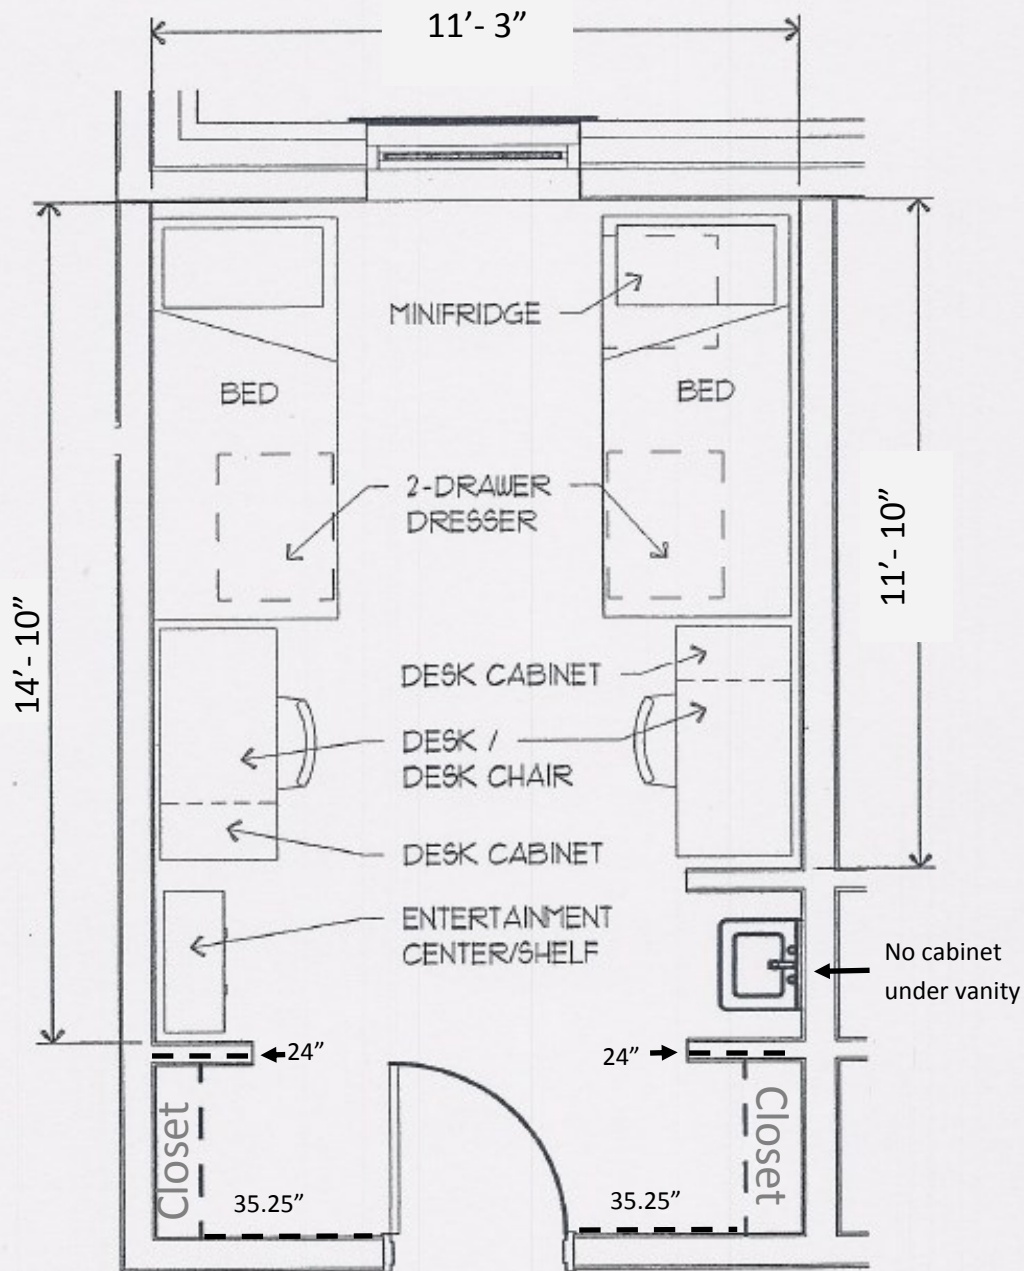 11’- 3”
MINIFRIDGE
BED
BED
2-DRAWER
DRESSER
14’- 10”
11’- 10”
DESK CABINET
DESK /
DESK CHAIR
DESK CABINET
ENTERTAINMENT
CENTER/SHELF
No cabinet
under vanity
24”
24”
Closet
Closet
35.25”
35.25”